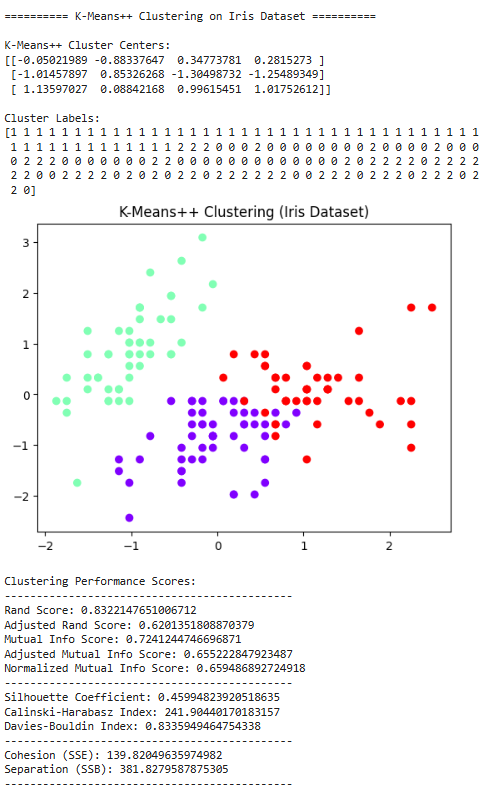 ========== K-Means++ Clustering on Iris Dataset ==========
K-Means++ Cluster Centers:
[[-0.05021989 -0.88337647  0.34773781  0.2815273 ]
 [-1.01457897  0.85326268 -1.30498732 -1.25489349]
 [ 1.13597027  0.08842168  0.99615451  1.01752612]]
Cluster Labels:
[1 1 1 1 1 1 1 1 1 1 1 1 1 1 1 1 1 1 1 1 1 1 1 1 1 1 1 1 1 1 1 1 1 1 1 1 1
 1 1 1 1 1 1 1 1 1 1 1 1 1 2 2 2 0 0 0 2 0 0 0 0 0 0 0 0 2 0 0 0 0 2 0 0 0
 0 2 2 2 0 0 0 0 0 0 0 2 2 0 0 0 0 0 0 0 0 0 0 0 0 0 2 0 2 2 2 2 0 2 2 2 2
 2 2 0 0 2 2 2 2 0 2 0 2 0 2 2 0 2 2 2 2 2 2 0 0 2 2 2 0 2 2 2 0 2 2 2 0 2
 2 0]
K-Means++ Clustering (Iris Dataset)
3
2
1
0
−1
−2
−2 −1 0 1 2
Clustering Performance Scores:
---------------------------------------------
Rand Score: 0.8322147651006712
Adjusted Rand Score: 0.6201351808870379
Mutual Info Score: 0.7241244746696871
Adjusted Mutual Info Score: 0.655222847923487
Normalized Mutual Info Score: 0.659486892724918
---------------------------------------------
Silhouette Coefficient: 0.45994823920518635
Calinski-Harabasz Index: 241.90440170183157
Davies-Bouldin Index: 0.8335949464754338
---------------------------------------------
Cohesion (SSE): 139.82049635974982
Separation (SSB): 381.8279587875305
---------------------------------------------